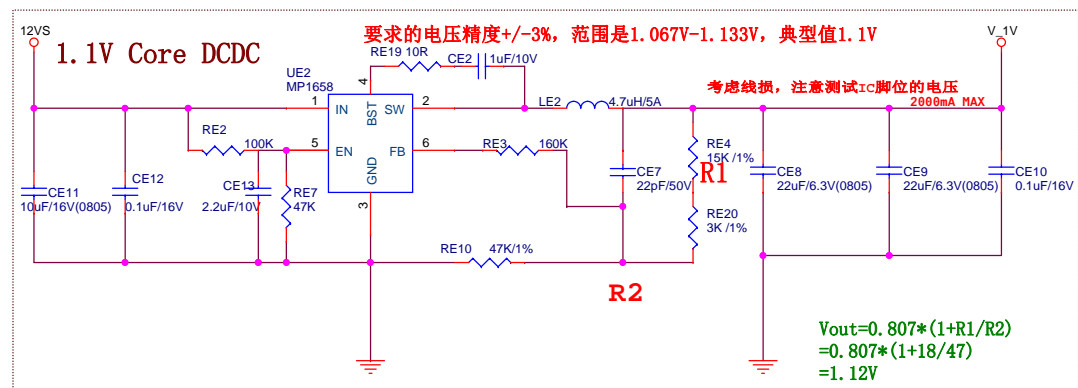 12VS
1.1V Core DCDC
要求的电压精度+/-3%，范围是1.067V-1.133V，典型值1.1V
V_1V
RE19 10R
CE2 1uF/10V
UE2
MP1658
4
1
IN
BST
SW
2
LE2
4.7uH/5A
考虑线损，注意测试IC脚位的电压
2000mA MAX
RE2
100K
5
EN
FB
6
RE3
160K
GND
3
RE4
15K/1%
R1
CE11
10uF/16V(0805)
CE12
0.1uF/16V
CE13
2.2uF/10V
RE7
47K
CE7
22pF/50V
CE8
22uF/6.3V(0805)
CE9
22uF/6.3V(0805)
CE10
0.1uF/16V
RE20
3K /1%
RE10
47K/1%
R2
Vout=0.807*(1+R1/R2)
=0.807*(1+18/47)
=1.12V